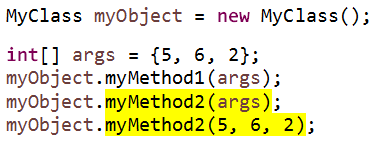 MyClass myObject = new MyClass();
int[] args = {5, 6, 2};
myObject.myMethod1(args);
myObject.myMethod2(args);
myObject.myMethod2(5, 6, 2);